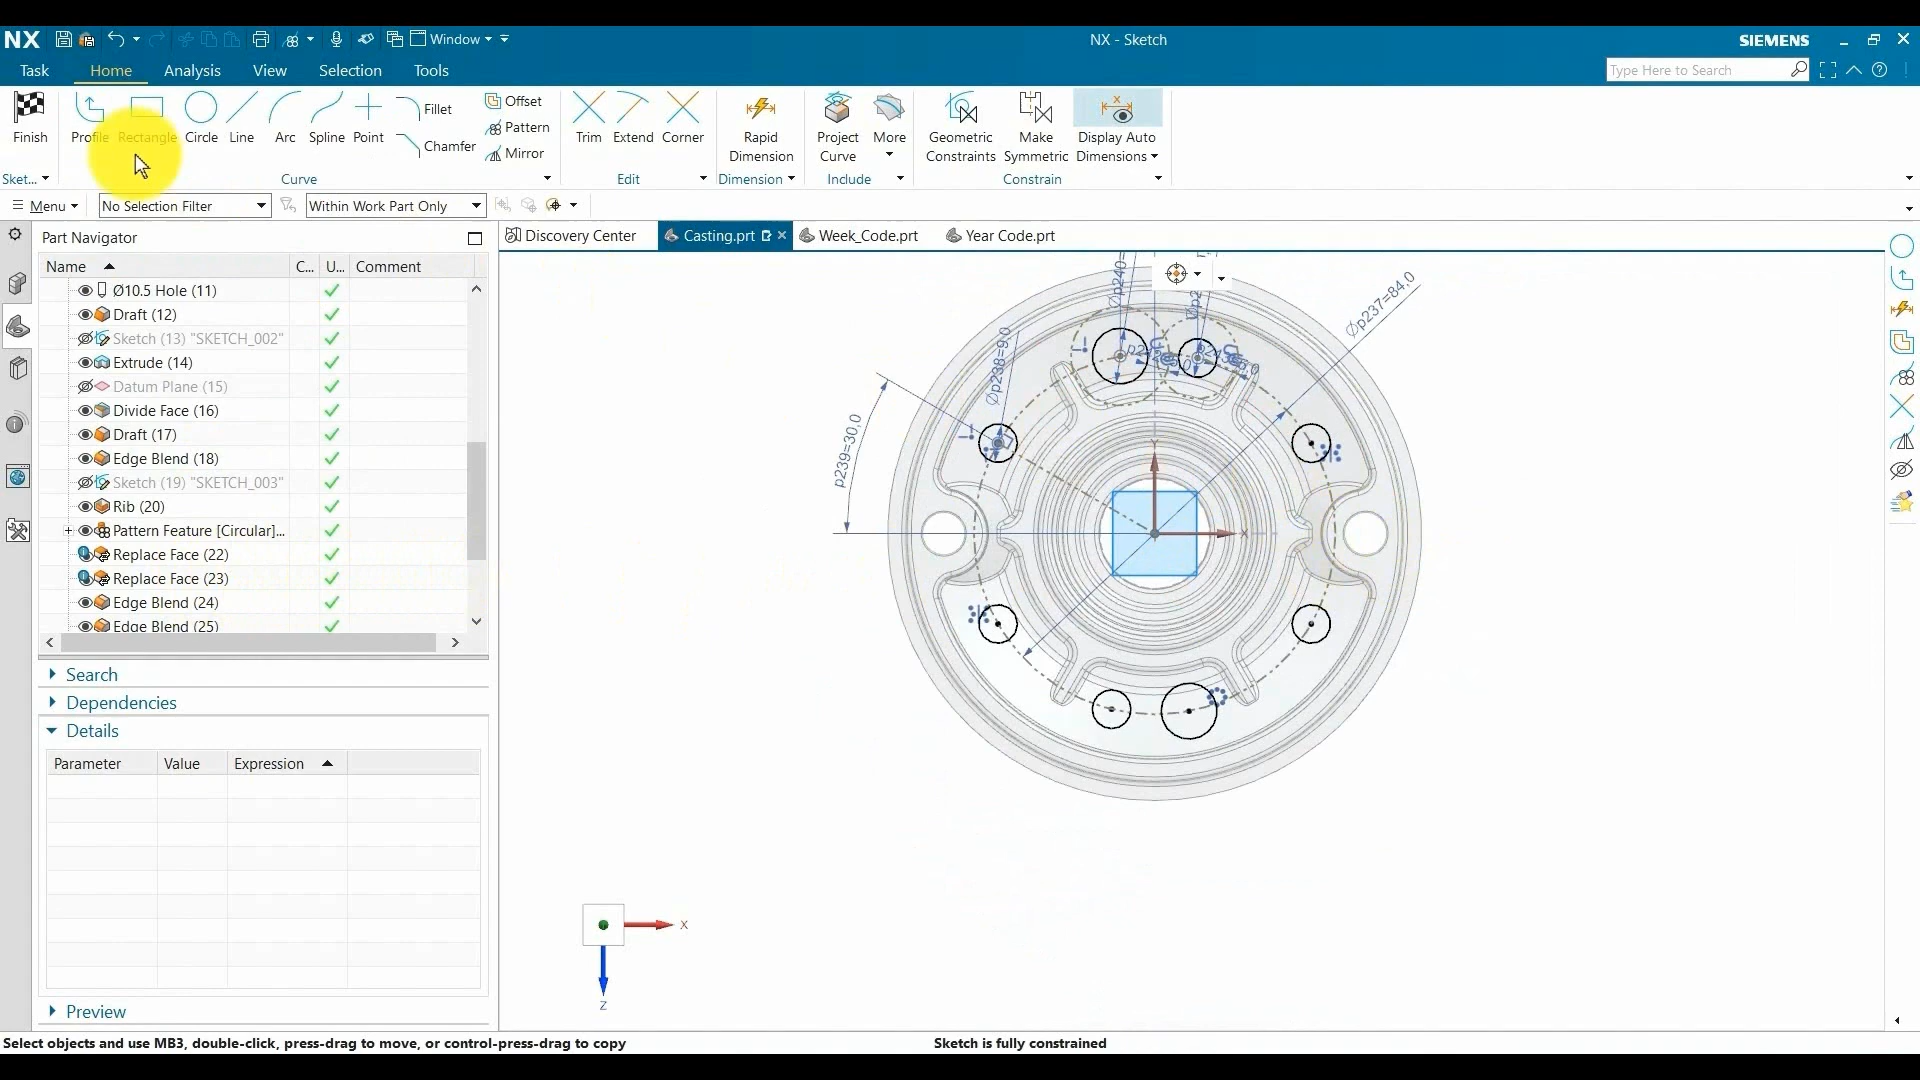 NX
Window
NX - Sketch
SIEMENS
Task
Home
Analysis
View
Selection
Tools
Type Here to Search
Finish
Profile
Rectangle
Circle
Line
Arc
Spline
Point
Fillet
Chamfer
Offset
Pattern
Mirror
Trim
Extend
Corner
Rapid
Dimension
Project
Curve
More
Geometric
Constraints
Make
Symmetric
Display Auto
Dimensions
Sket...
Curve
Edit
Dimension
Include
Constrain
Menu
No Selection Filter
Within Work Part Only
Part Navigator
Discovery Center
Casting.prt
Week_Code.prt
Year Code.prt
Name
C...
U...
Comment
Ø10.5 Hole (11)
Draft (12)
Sketch (13) "SKETCH_002"
Extrude (14)
Datum Plane (15)
Divide Face (16)
Draft (17)
Edge Blend (18)
Sketch (19) "SKETCH_003"
Rib (20)
Pattern Feature [Circular]...
Replace Face (22)
Replace Face (23)
Edge Blend (24)
Edge Blend (25)
Search
Dependencies
Details
Parameter
Value
Expression
Preview
Øp240=
Øp237=84,0
Øp238=9,0
p239=30,0
Y
X
X
Z
Select objects and use MB3, double-click, press-drag to move, or control-press-drag to copy
Sketch is fully constrained